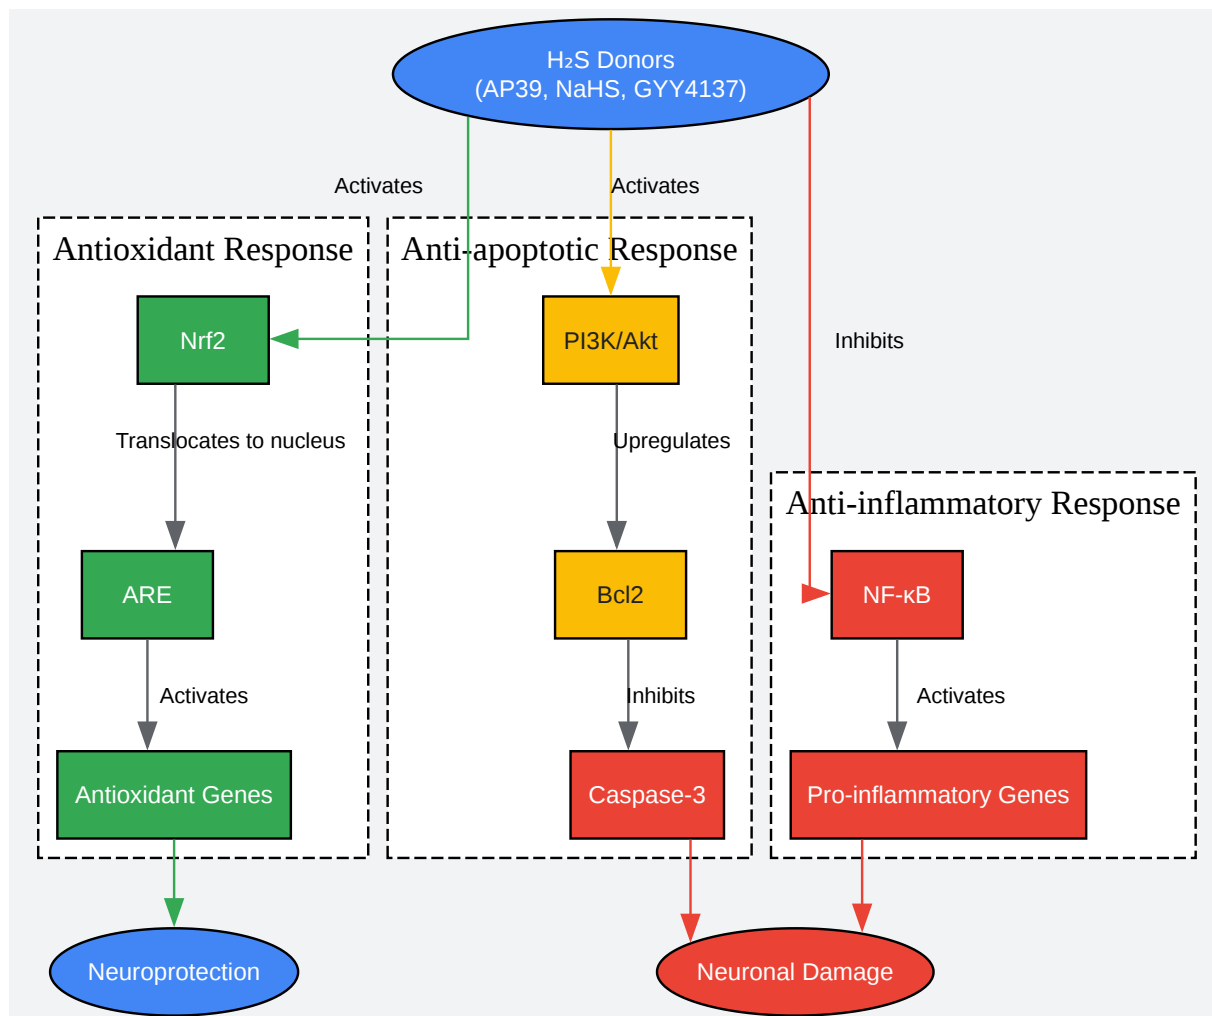 H₂S Donors
(AP39, NaHS, GYY4137)
Activates
Activates
Antioxidant Response
Anti-apoptotic Response
Nrf2
PI3K/Akt
Inhibits
Translocates to nucleus
Upregulates
Anti-inflammatory Response
ARE
Bcl2
NF-κB
Activates
Inhibits
Activates
Antioxidant Genes
Caspase-3
Pro-inflammatory Genes
Neuroprotection
Neuronal Damage